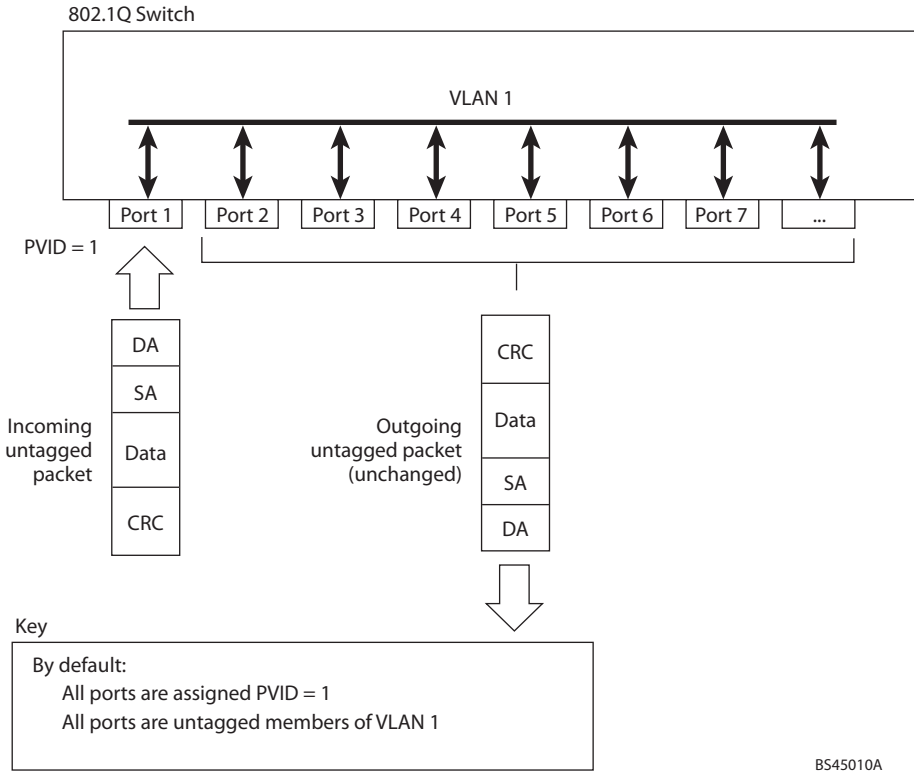 802.1Q Switch
VLAN 1
Port 1
Port 2
Port 3
Port 4
Port 5
Port 6
Port 7
...
PVID = 1
DA
SA
Data
CRC
Incoming
untagged
packet
CRC
Data
SA
DA
Outgoing
untagged packet
(unchanged)
Key
By default:
All ports are assigned PVID = 1
All ports are untagged members of VLAN 1
BS45010A